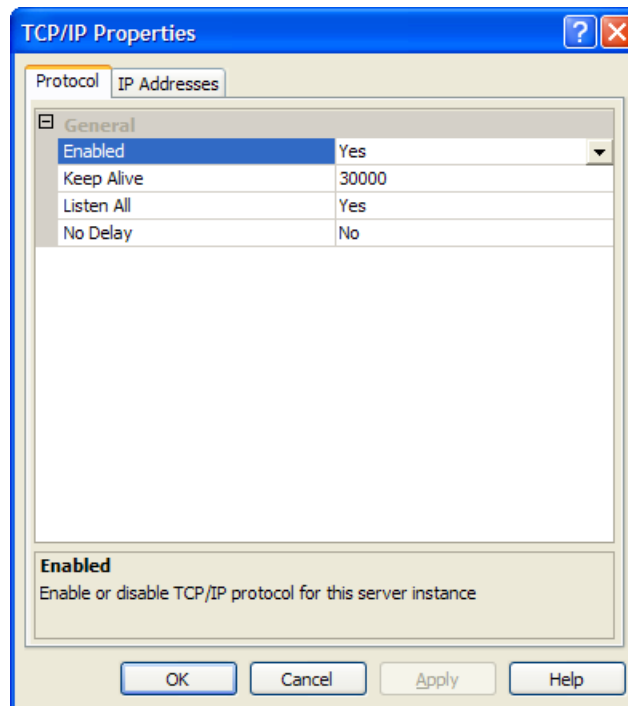 TCP/IP Properties
Protocol IP Addresses
General
Enabled Yes
Keep Alive 30000
Listen All Yes
No Delay No
Enabled
Enable or disable TCP/IP protocol for this server instance
OK Cancel Apply Help